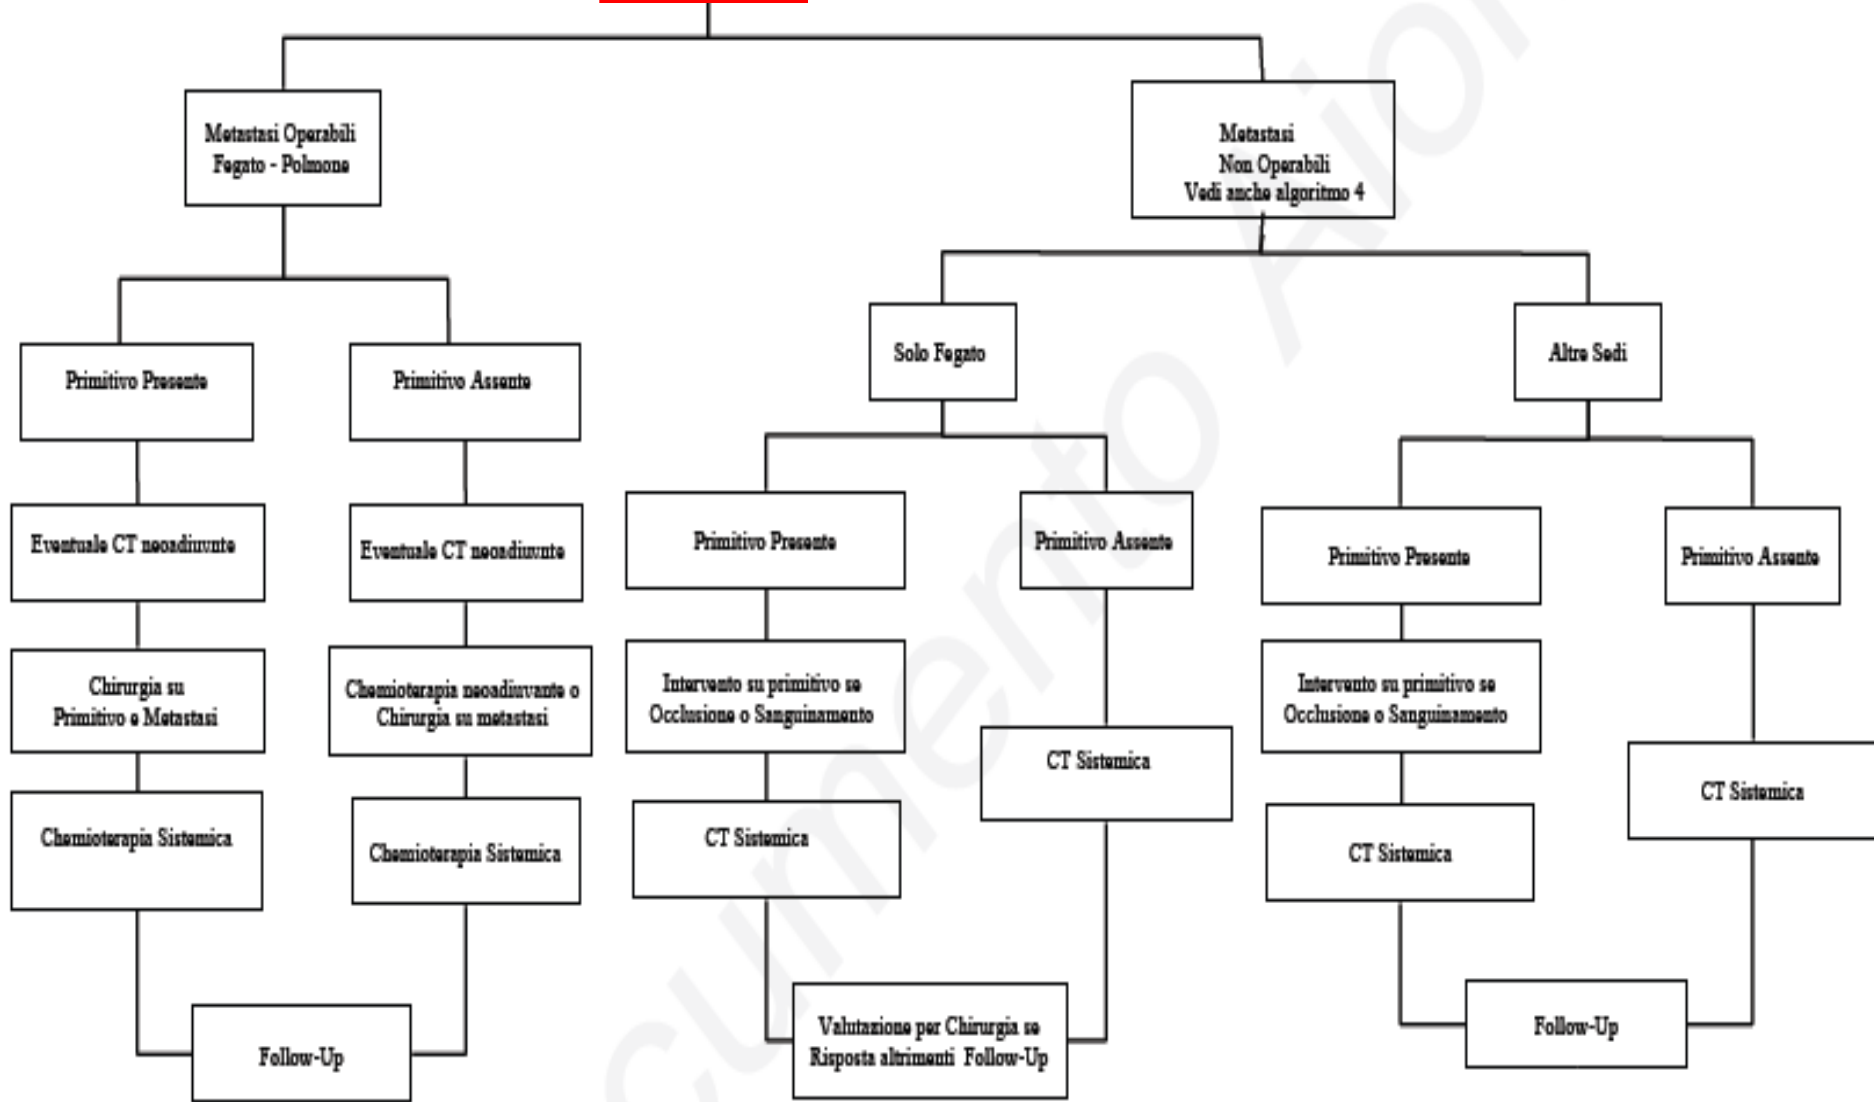 Metastasi Operabili
Fegato - Polmone
Metastasi
Non Operabili
Vedi anche algoritmo 4
Solo Fegato
Altre Sedi
Primitivo Presente
Primitivo Assente
Primitivo Presente
Primitivo Assente
Primitivo Presente
Primitivo Assente
Eventuale CT neoadiuvnte
Eventuale CT neoadiuvnte
Chirurgia su
Primitivo e Metastasi
Chemioterapia neoadiuvante o
Chirurgia su metastasi
Intervento su primitivo se
Occlusione o Sanguinamento
Intervento su primitivo se
Occlusione o Sanguinamento
CT Sistemica
CT Sistemica
Chemioterapia Sistemica
Chemioterapia Sistemica
CT Sistemica
CT Sistemica
Follow-Up
Valutazione per Chirurgia se
Risposta altrimenti Follow-Up
Follow-Up
cumento Aio